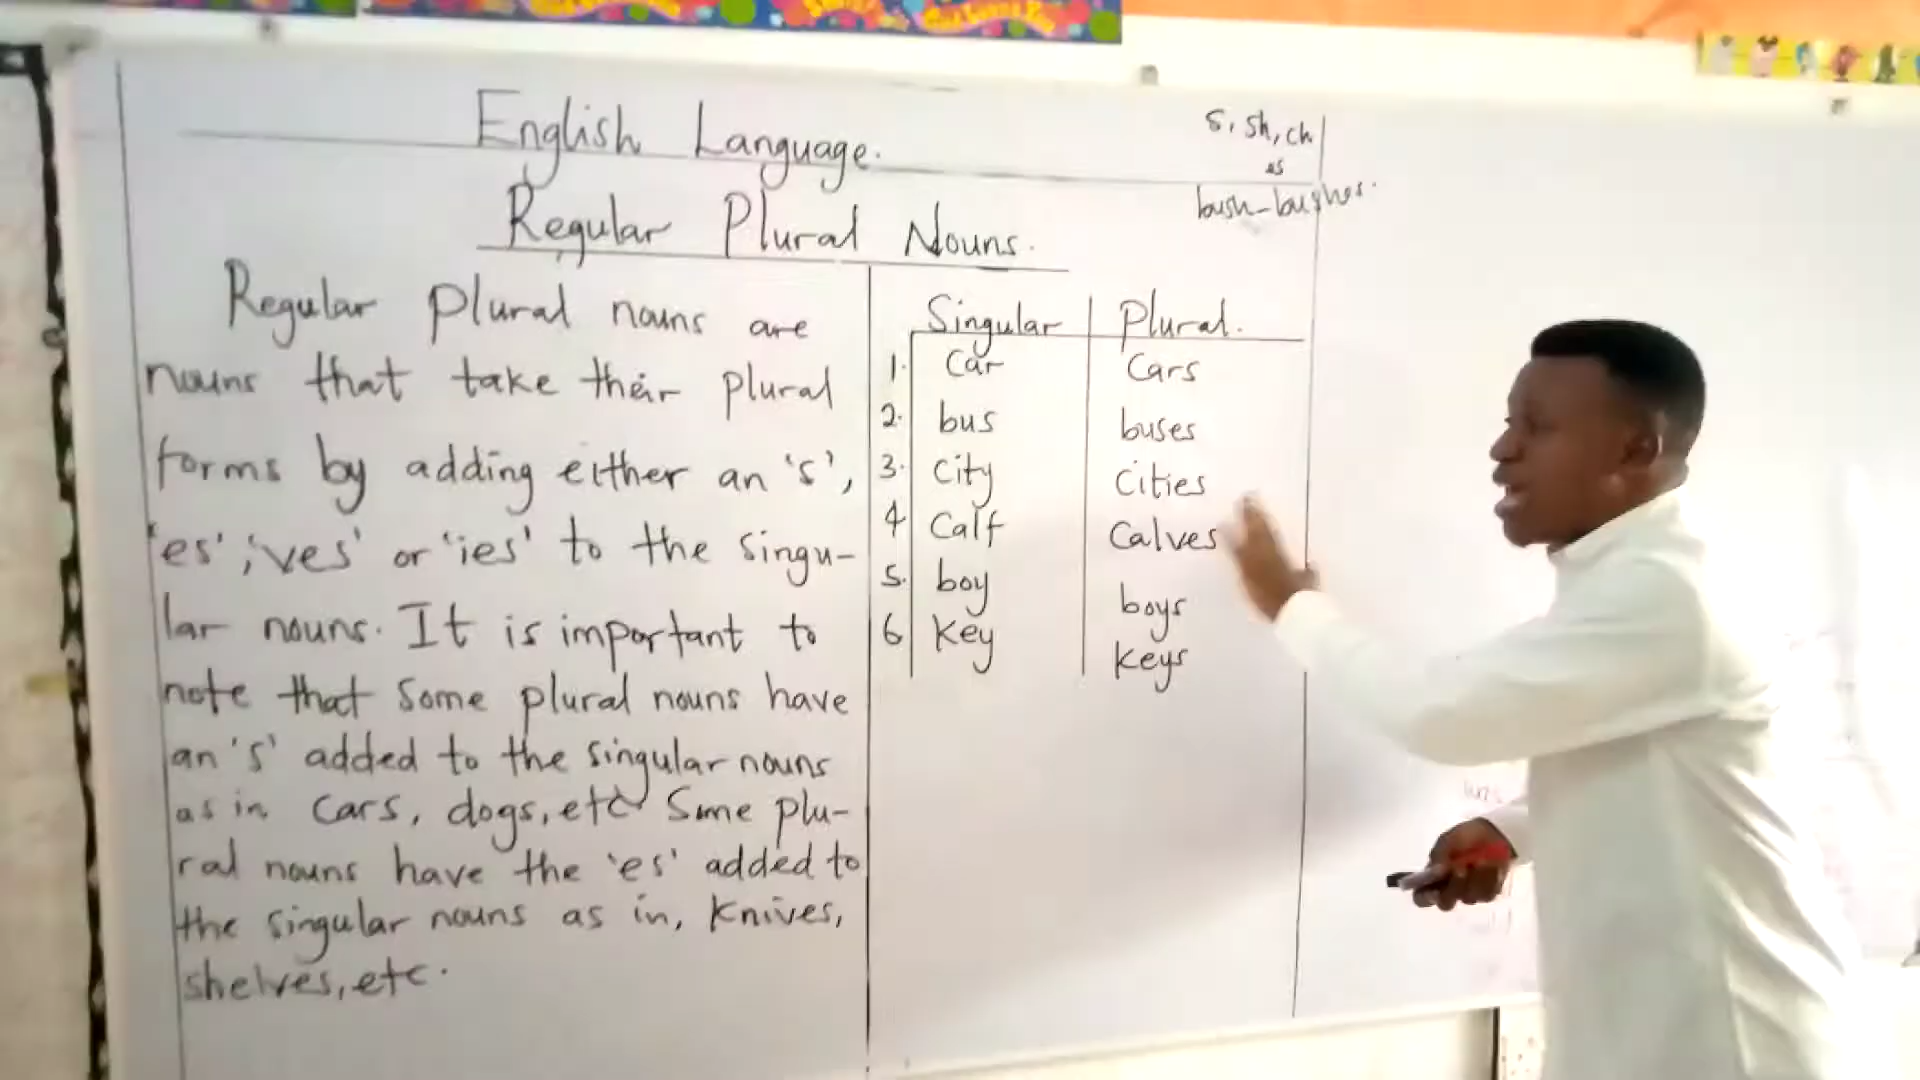 English Language.
s, sh, ch
es
bush-bushes.
Regular Plural Nouns.
Regular plural nouns are
nouns that take their plural
forms by adding either an 's',
'es', 'ves' or 'ies' to the singu-
lar nouns. It is important to
note that some plural nouns have
an 's' added to the singular nouns
as in cars, dogs, etc Some plu-
ral nouns have the 'es' added to
the singular nouns as in, knives,
shelves, etc.
Singular Plural.
1. Car Cars
2. bus buses
3. City Cities
4 Calf Calves
5. boy boys
6 Key Keys